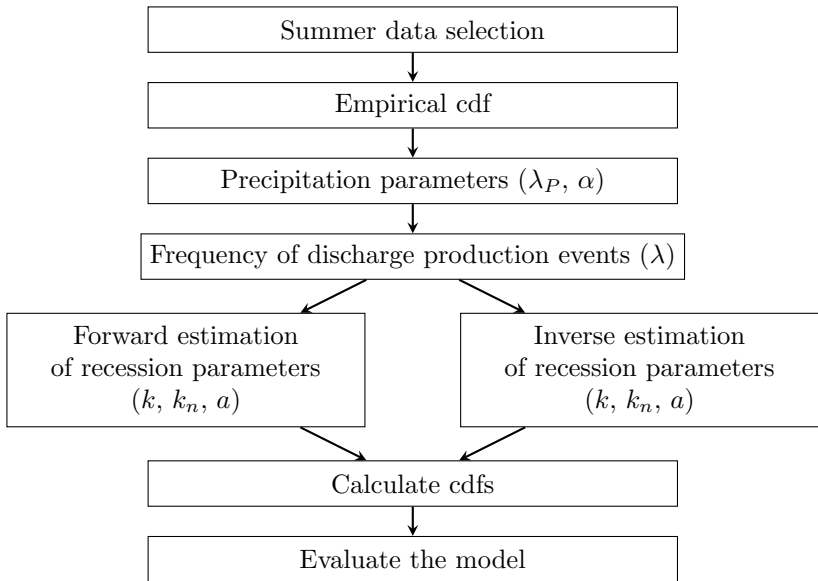 Summer data selection
Empirical cdf
Precipitation parameters (λ_P, α)
Frequency of discharge production events (λ)
Forward estimation
of recession parameters
(k, k_n, a)
Inverse estimation
of recession parameters
(k, k_n, a)
Calculate cdfs
Evaluate the model